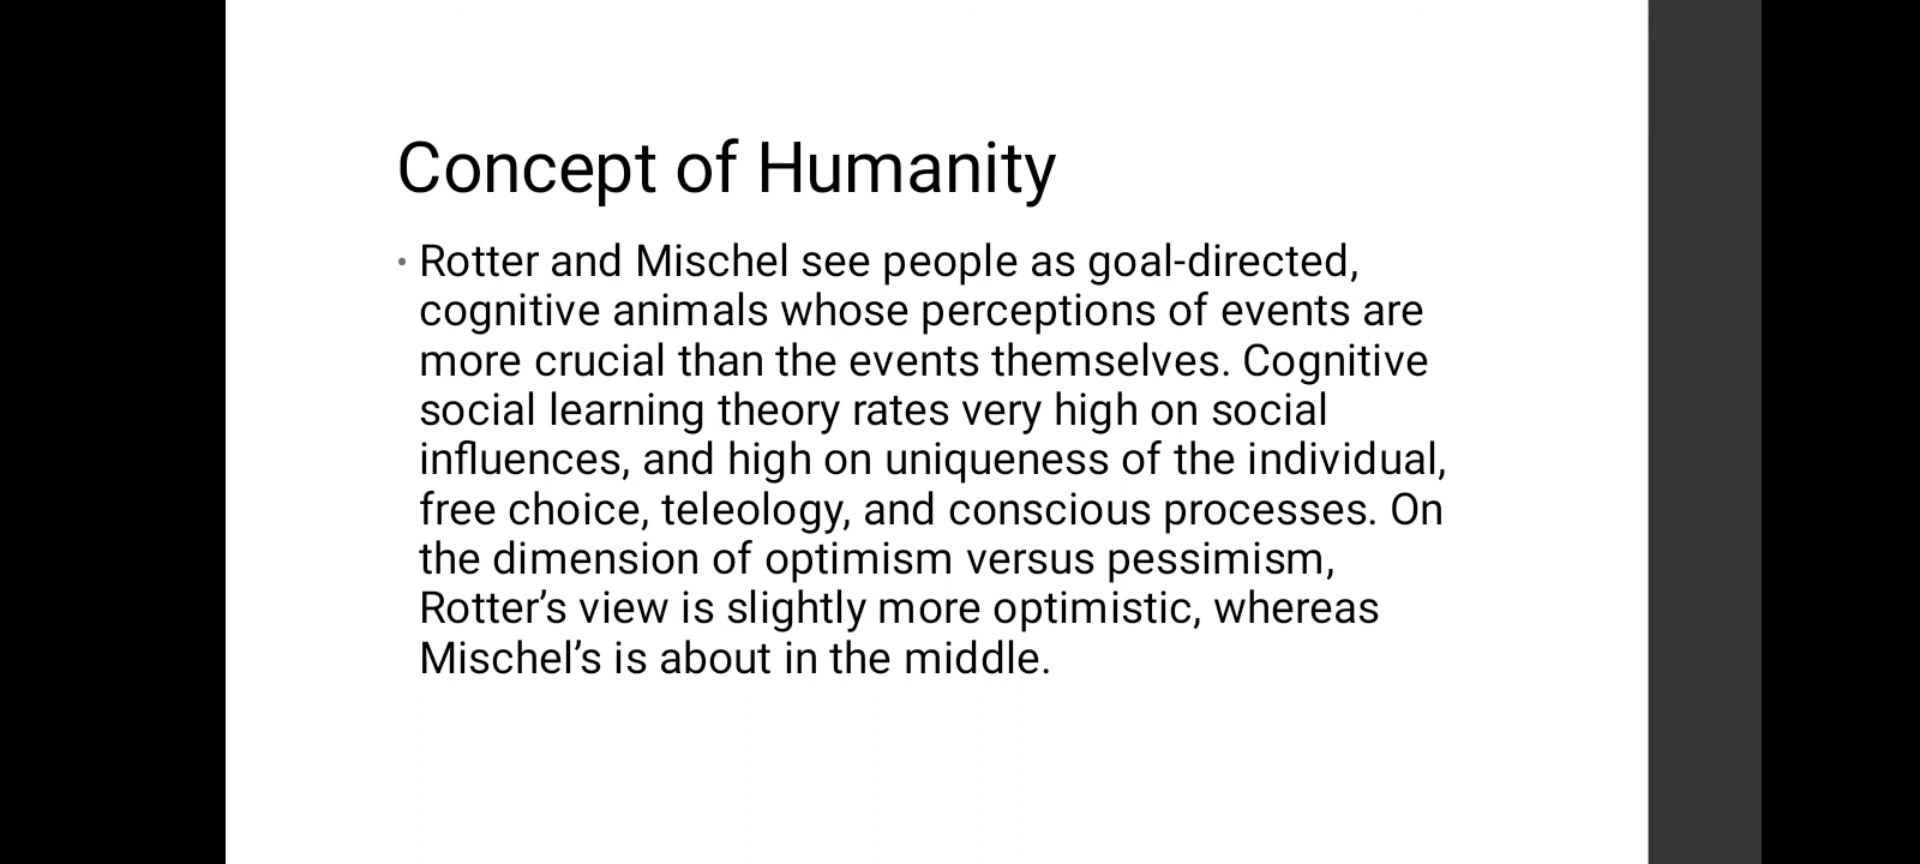 Concept of Humanity
• Rotter and Mischel see people as goal-directed,
cognitive animals whose perceptions of events are
more crucial than the events themselves. Cognitive
social learning theory rates very high on social
influences, and high on uniqueness of the individual,
free choice, teleology, and conscious processes. On
the dimension of optimism versus pessimism,
Rotter’s view is slightly more optimistic, whereas
Mischel’s is about in the middle.